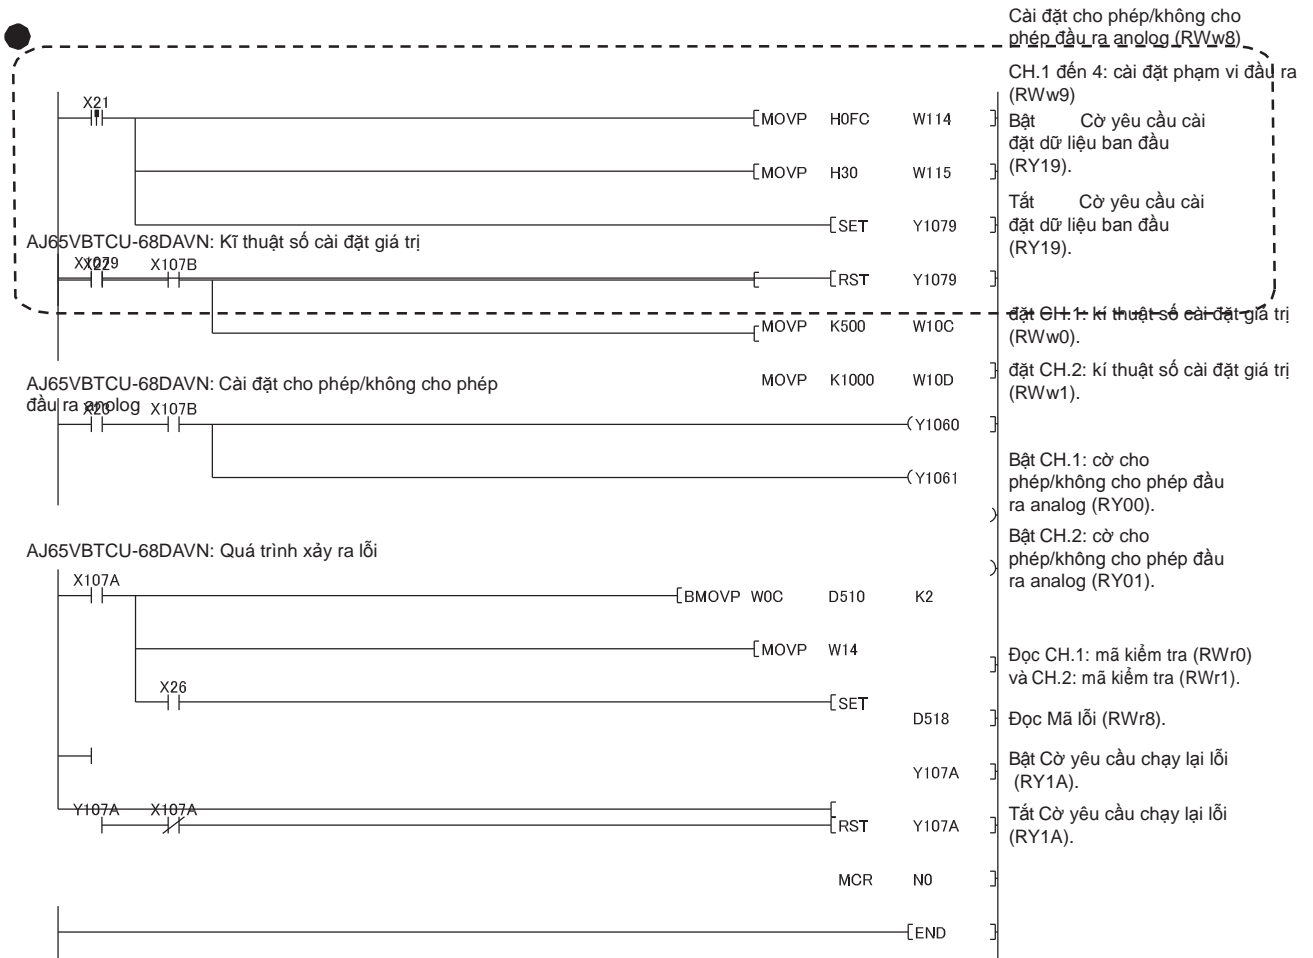 Cài đặt cho phép/không cho
phép đầu ra anolog (RWw8)
CH.1 đến 4: cài đặt phạm vi đầu ra
(RWw9)
X21
MOVP H0FC W114
Bật Cờ yêu cầu cài
đặt dữ liệu ban đầu
(RY19).
MOVP H30 W115
Tắt Cờ yêu cầu cài
đặt dữ liệu ban đầu
(RY19).
SET Y1079
AJ65VBTCU-68DAVN: Kĩ thuật số cài đặt giá trị
X1079 X22 X107B
RST Y1079
MOVP K500 W10C
đặt CH.1: kí thuật số cài đặt giá trị
(RWw0).
MOVP K1000 W10D
đặt CH.2: kí thuật số cài đặt giá trị
(RWw1).
AJ65VBTCU-68DAVN: Cài đặt cho phép/không cho phép
đầu ra anolog
X23 X107B
Y1060
Y1061
Bật CH.1: cờ cho
phép/không cho phép đầu
ra analog (RY00).
Bật CH.2: cờ cho
phép/không cho phép đầu
ra analog (RY01).
AJ65VBTCU-68DAVN: Quá trình xảy ra lỗi
X107A
BMOVP W0C D510 K2
MOVP W14
Đọc CH.1: mã kiểm tra (RWr0)
và CH.2: mã kiểm tra (RWr1).
X26
SET
D518
Đọc Mã lỗi (RWr8).
Y107A
Bật Cờ yêu cầu chạy lại lỗi
(RY1A).
Y107A X107A
RST Y107A
Tắt Cờ yêu cầu chạy lại lỗi
(RY1A).
MCR N0
END